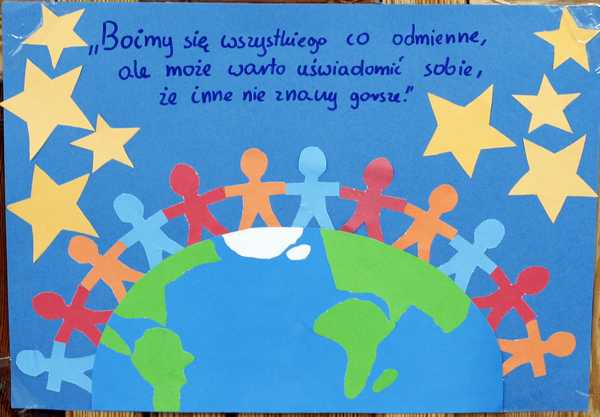 „Boimy się wszystkiego co odmienne,
ale może warto uświadomić sobie,
że inne nie znaczy gorsze."